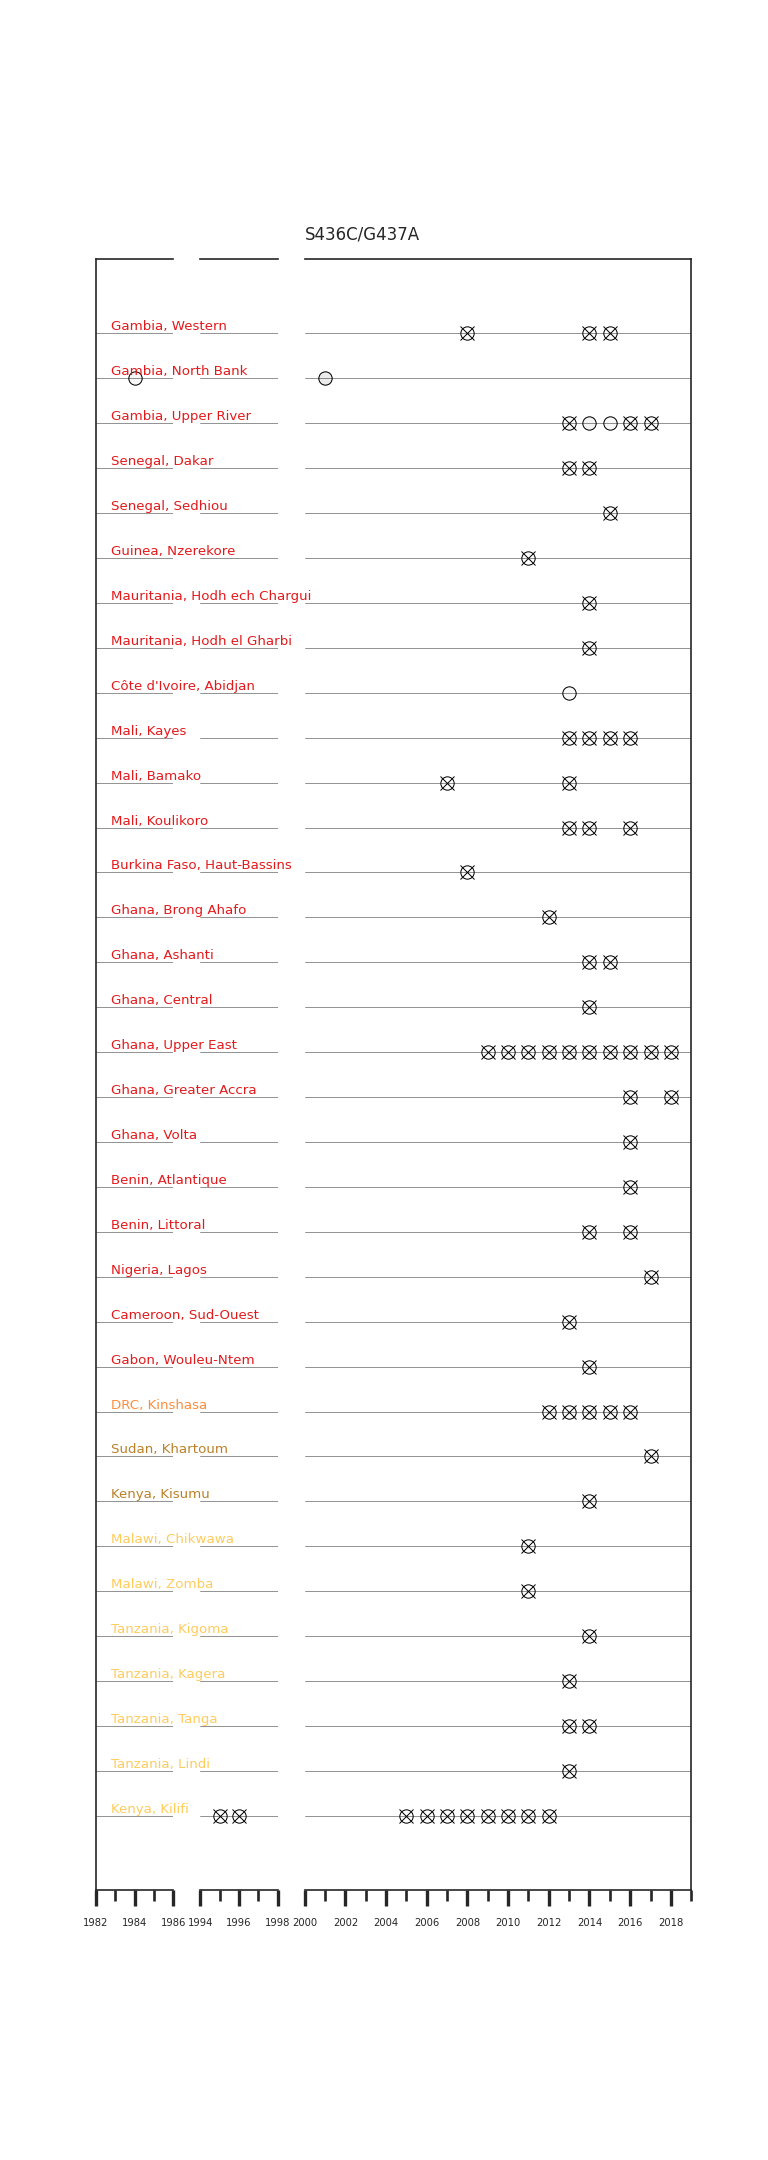 S436C/G437A
Gambia, Western
Gambia, North Bank
Gambia, Upper River
Senegal, Dakar
Senegal, Sedhiou
Guinea, Nzerekore
Mauritania, Hodh ech Chargui
Mauritania, Hodh el Gharbi
Côte d'Ivoire, Abidjan
Mali, Kayes
Mali, Bamako
Mali, Koulikoro
Burkina Faso, Haut-Bassins
Ghana, Brong Ahafo
Ghana, Ashanti
Ghana, Central
Ghana, Upper East
Ghana, Greater Accra
Ghana, Volta
Benin, Atlantique
Benin, Littoral
Nigeria, Lagos
Cameroon, Sud-Ouest
Gabon, Wouleu-Ntem
DRC, Kinshasa
Sudan, Khartoum
Kenya, Kisumu
Malawi, Chikwawa
Malawi, Zomba
Tanzania, Kigoma
Tanzania, Kagera
Tanzania, Tanga
Tanzania, Lindi
Kenya, Kilifi
1982 1984 1986 1994 1996 1998 2000 2002 2004 2006 2008 2010 2012 2014 2016 2018